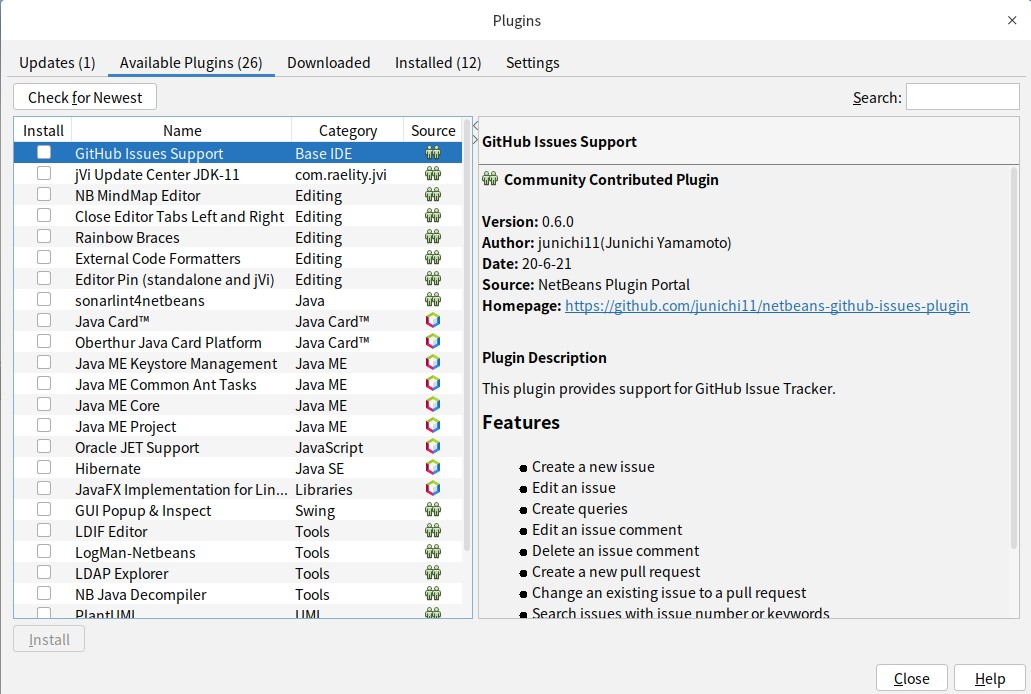 Plugins
Updates (1) Available Plugins (26) Downloaded Installed (12) Settings
Check for Newest Search:
Install Name Category Source
GitHub Issues Support Base IDE
jVi Update Center JDK-11 com.raelity.jvi
NB MindMap Editor Editing
Close Editor Tabs Left and Right Editing
Rainbow Braces Editing
External Code Formatters Editing
Editor Pin (standalone and jVi) Editing
sonarlint4netbeans Java
Java Card™ Java Card™
Oberthur Java Card Platform Java Card™
Java ME Keystore Management Java ME
Java ME Common Ant Tasks Java ME
Java ME Core Java ME
Java ME Project Java ME
Oracle JET Support JavaScript
Hibernate Java SE
JavaFX Implementation for Lin... Libraries
GUI Popup & Inspect Swing
LDIF Editor Tools
LogMan-Netbeans Tools
LDAP Explorer Tools
NB Java Decompiler Tools
PlantUML UML
GitHub Issues Support
Community Contributed Plugin
Version: 0.6.0
Author: junichi11(Junichi Yamamoto)
Date: 20-6-21
Source: NetBeans Plugin Portal
Homepage: https://github.com/junichi11/netbeans-github-issues-plugin
Plugin Description
This plugin provides support for GitHub Issue Tracker.
Features
● Create a new issue
● Edit an issue
● Create queries
● Edit an issue comment
● Delete an issue comment
● Create a new pull request
● Change an existing issue to a pull request
● Search issues with issue number or keywords
Install
Close Help